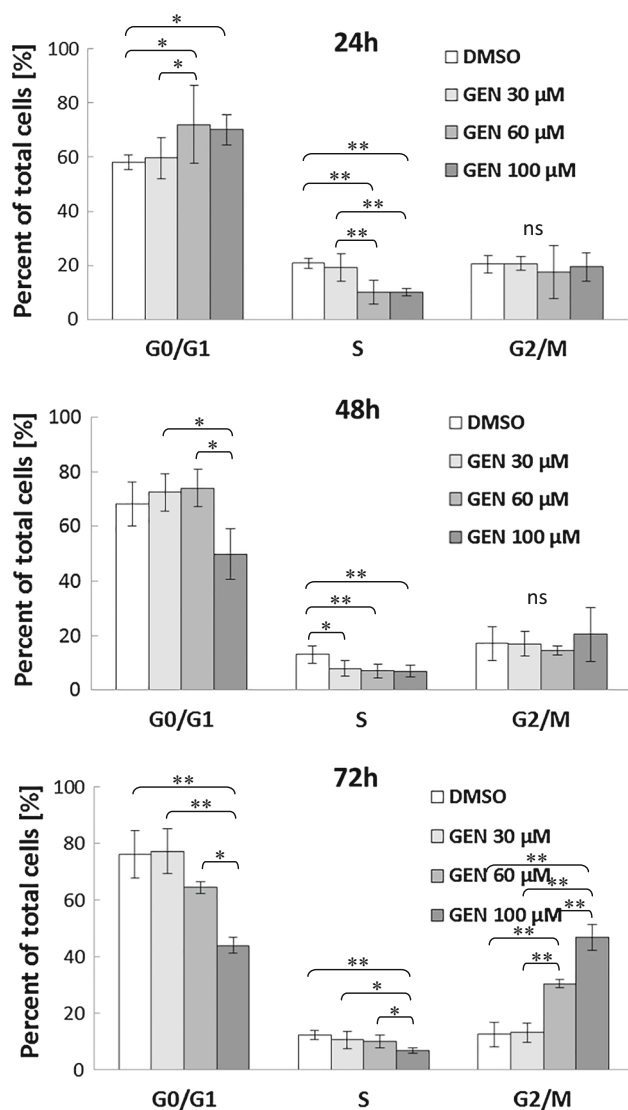 24h
Percent of total cells [%]
100
80
60
40
20
0
* * *
** ** ** **
ns
DMSO
GEN 30 µM
GEN 60 µM
GEN 100 µM
G0/G1 S G2/M
48h
Percent of total cells [%]
100
80
60
40
20
0
* *
** ** *
ns
DMSO
GEN 30 µM
GEN 60 µM
GEN 100 µM
G0/G1 S G2/M
72h
Percent of total cells [%]
100
80
60
40
20
0
** ** *
** * *
** ** ** ** **
DMSO
GEN 30 µM
GEN 60 µM
GEN 100 µM
G0/G1 S G2/M